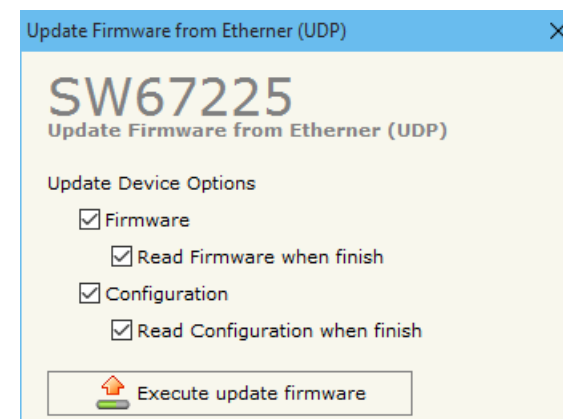 Update Firmware from Etherner (UDP)
SW67225
Update Firmware from Etherner (UDP)
Update Device Options
Firmware
Read Firmware when finish
Configuration
Read Configuration when finish
Execute update firmware